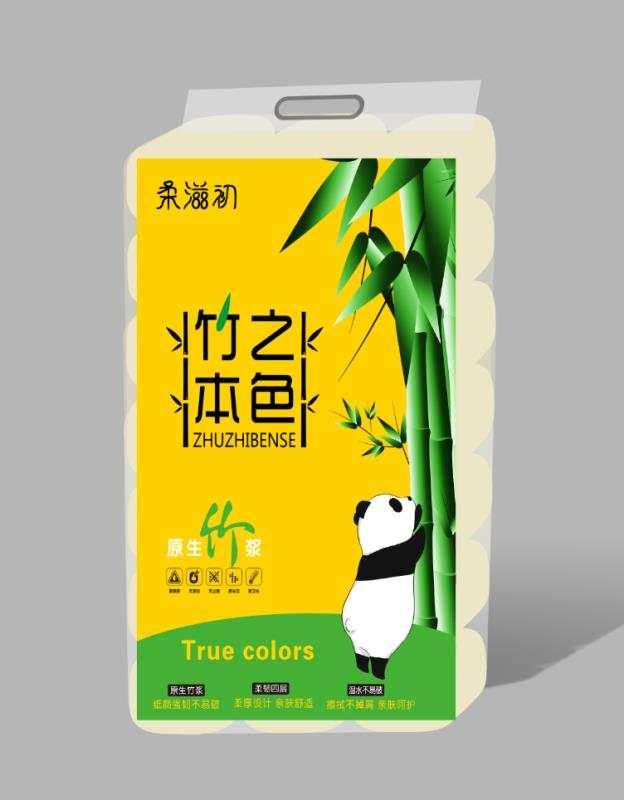 柔滋初
竹之
本色
ZHUZHIBENSE
原生竹浆
True colors
原生竹浆
柔韧四层
湿水不易破
纸质强韧不易破
柔厚设计 亲肤舒适
擦拭不掉屑 亲肤呵护